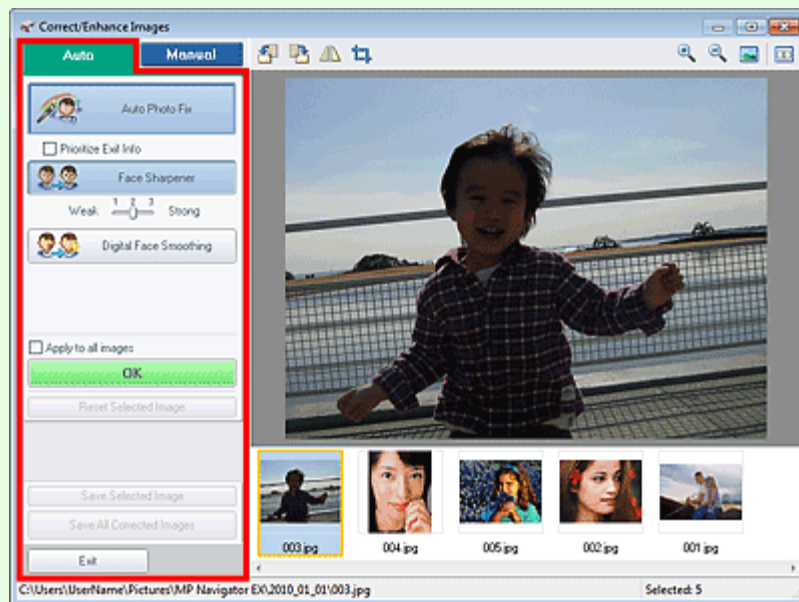 Correct/Enhance Images
Auto
Manual
Auto Photo Fix
Prioritize Exif Info
Face Sharpener
1 2 3
Weak Strong
Digital Face Smoothing
Apply to all images
OK
Reset Selected Image
Save Selected Image
Save All Corrected Images
Exit
003.jpg
004.jpg
005.jpg
002.jpg
001.jpg
C:\Users\UserName\Pictures\MP Navigator EX\2010_01_01\003.jpg
Selected: 5